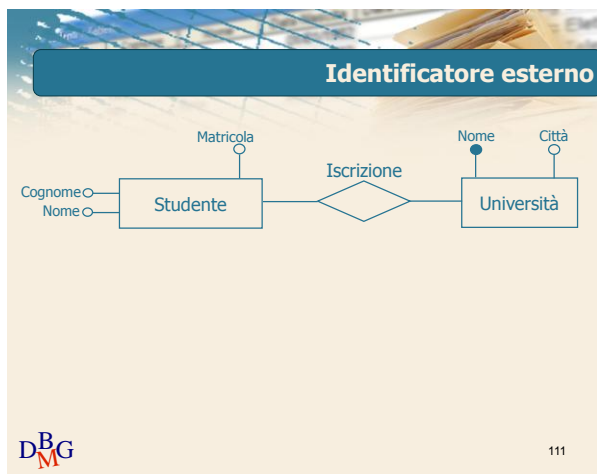 Identificatore esterno
Matricola
Nome
Città
Iscrizione
Cognome
Nome
Studente
Università
DBMG
111